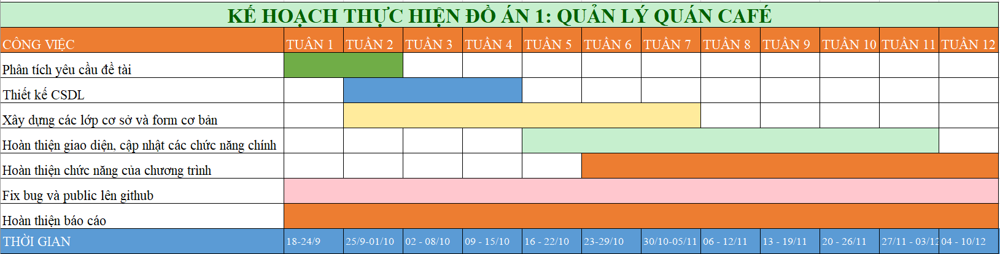 KẾ HOẠCH THỰC HIỆN ĐỒ ÁN 1: QUẢN LÝ QUÁN CAFÉ
CÔNG VIỆC TUẦN 1 TUẦN 2 TUẦN 3 TUẦN 4 TUẦN 5 TUẦN 6 TUẦN 7 TUẦN 8 TUẦN 9 TUẦN 10 TUẦN 11 TUẦN 12
Phân tích yêu cầu đề tài
Thiết kế CSDL
Xây dựng các lớp cơ sở và form cơ bản
Hoàn thiện giao diện, cập nhật các chức năng chính
Hoàn thiện chức năng của chương trình
Fix bug và public lên github
Hoàn thiện báo cáo
THỜI GIAN 18-24/9 25/9-01/10 02 - 08/10 09 - 15/10 16 - 22/10 23-29/10 30/10-05/11 06 - 12/11 13 - 19/11 20 - 26/11 27/11 - 03/12 04 - 10/12